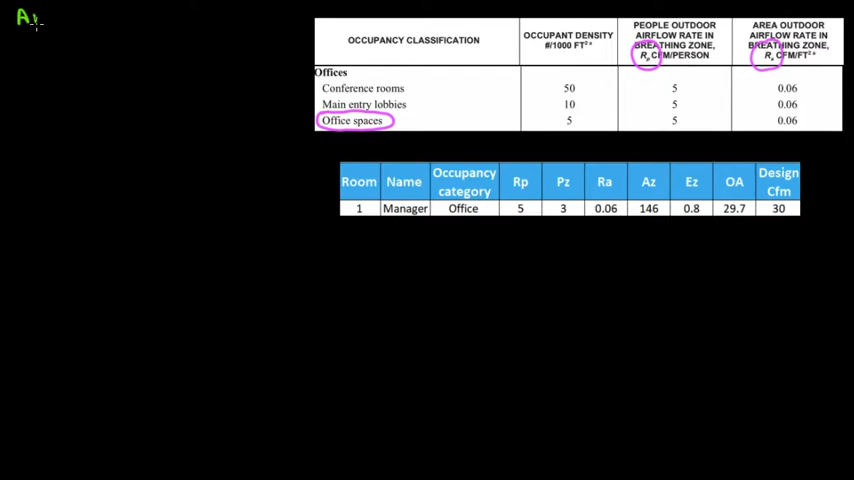 A
OCCUPANCY CLASSIFICATION
OCCUPANT DENSITY
#/1000 FT² ᵃ
PEOPLE OUTDOOR
AIRFLOW RATE IN
BREATHING ZONE,
Rₚ CFM/PERSON
AREA OUTDOOR
AIRFLOW RATE IN
BREATHING ZONE,
Rₐ CFM/FT² ᵃ
Offices
Conference rooms 50 5 0.06
Main entry lobbies 10 5 0.06
Office spaces 5 5 0.06
Room Name Occupancy category Rp Pz Ra Az Ez OA Design Cfm
1 Manager Office 5 3 0.06 146 0.8 29.7 30